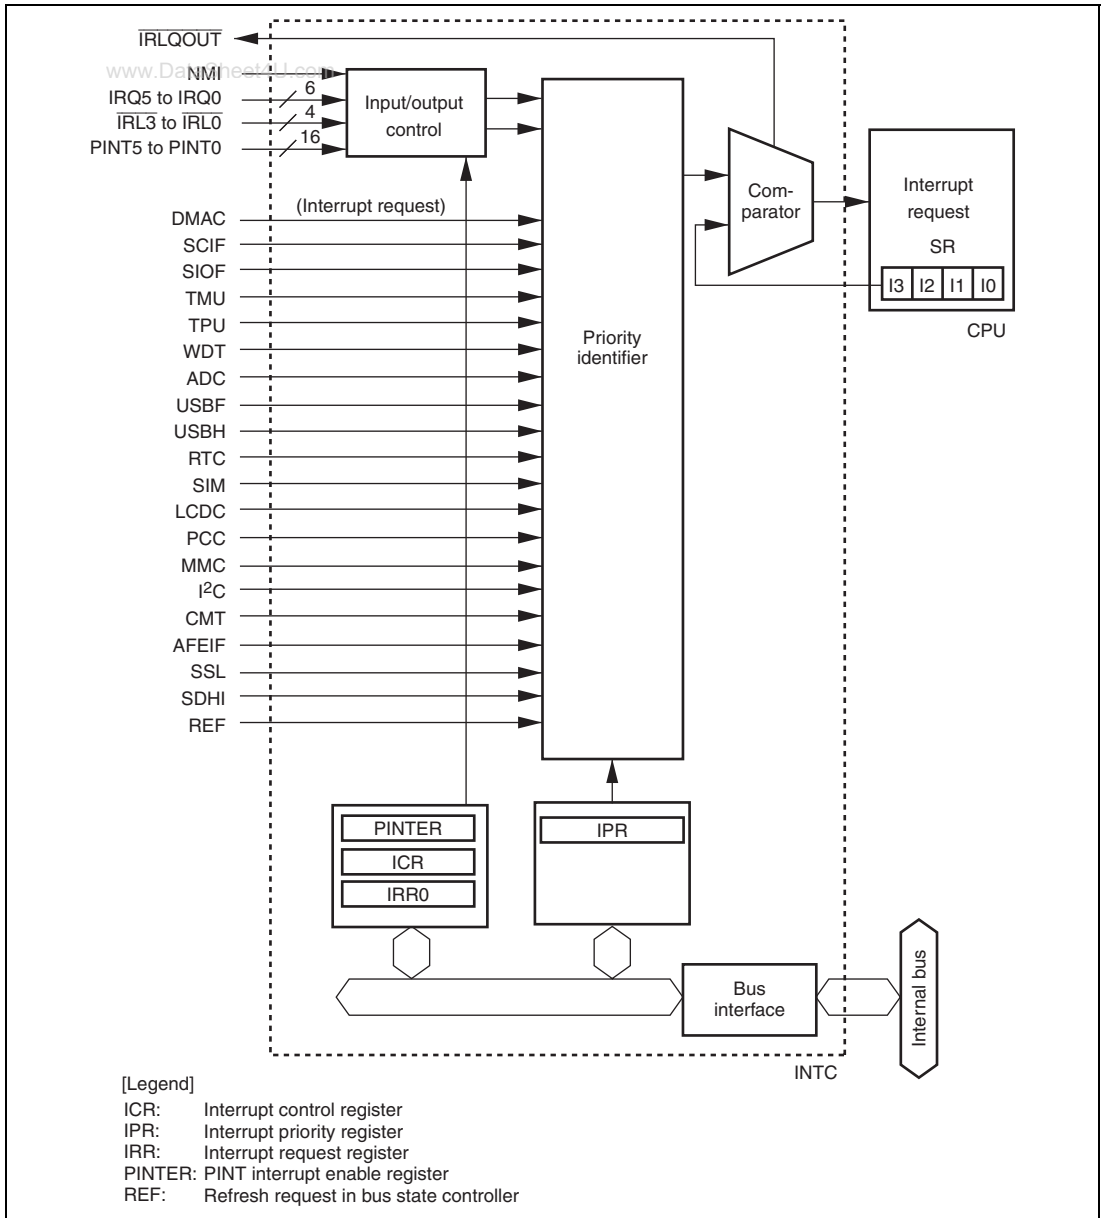 IRLQOUT
www.DataSheet4U.com
NMI
IRQ5 to IRQ0 6
IRL3 to IRL0 4
PINT5 to PINT0 16
Input/output
control
(Interrupt request)
DMAC
SCIF
SIOF
TMU
TPU
WDT
ADC
USBF
USBH
RTC
SIM
LCDC
PCC
MMC
I2C
CMT
AFEIF
SSL
SDHI
REF
Priority
identifier
Com-
parator
Interrupt
request
SR
I3 I2 I1 I0
CPU
PINTER
ICR
IRR0
IPR
Bus
interface
Internal bus
INTC
[Legend]
ICR: Interrupt control register
IPR: Interrupt priority register
IRR: Interrupt request register
PINTER: PINT interrupt enable register
REF: Refresh request in bus state controller